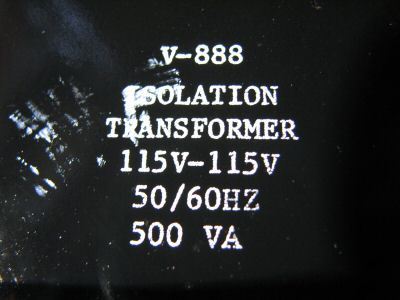 V-888
ISOLATION
TRANSFORMER
115V-115V
50/60HZ
500 VA